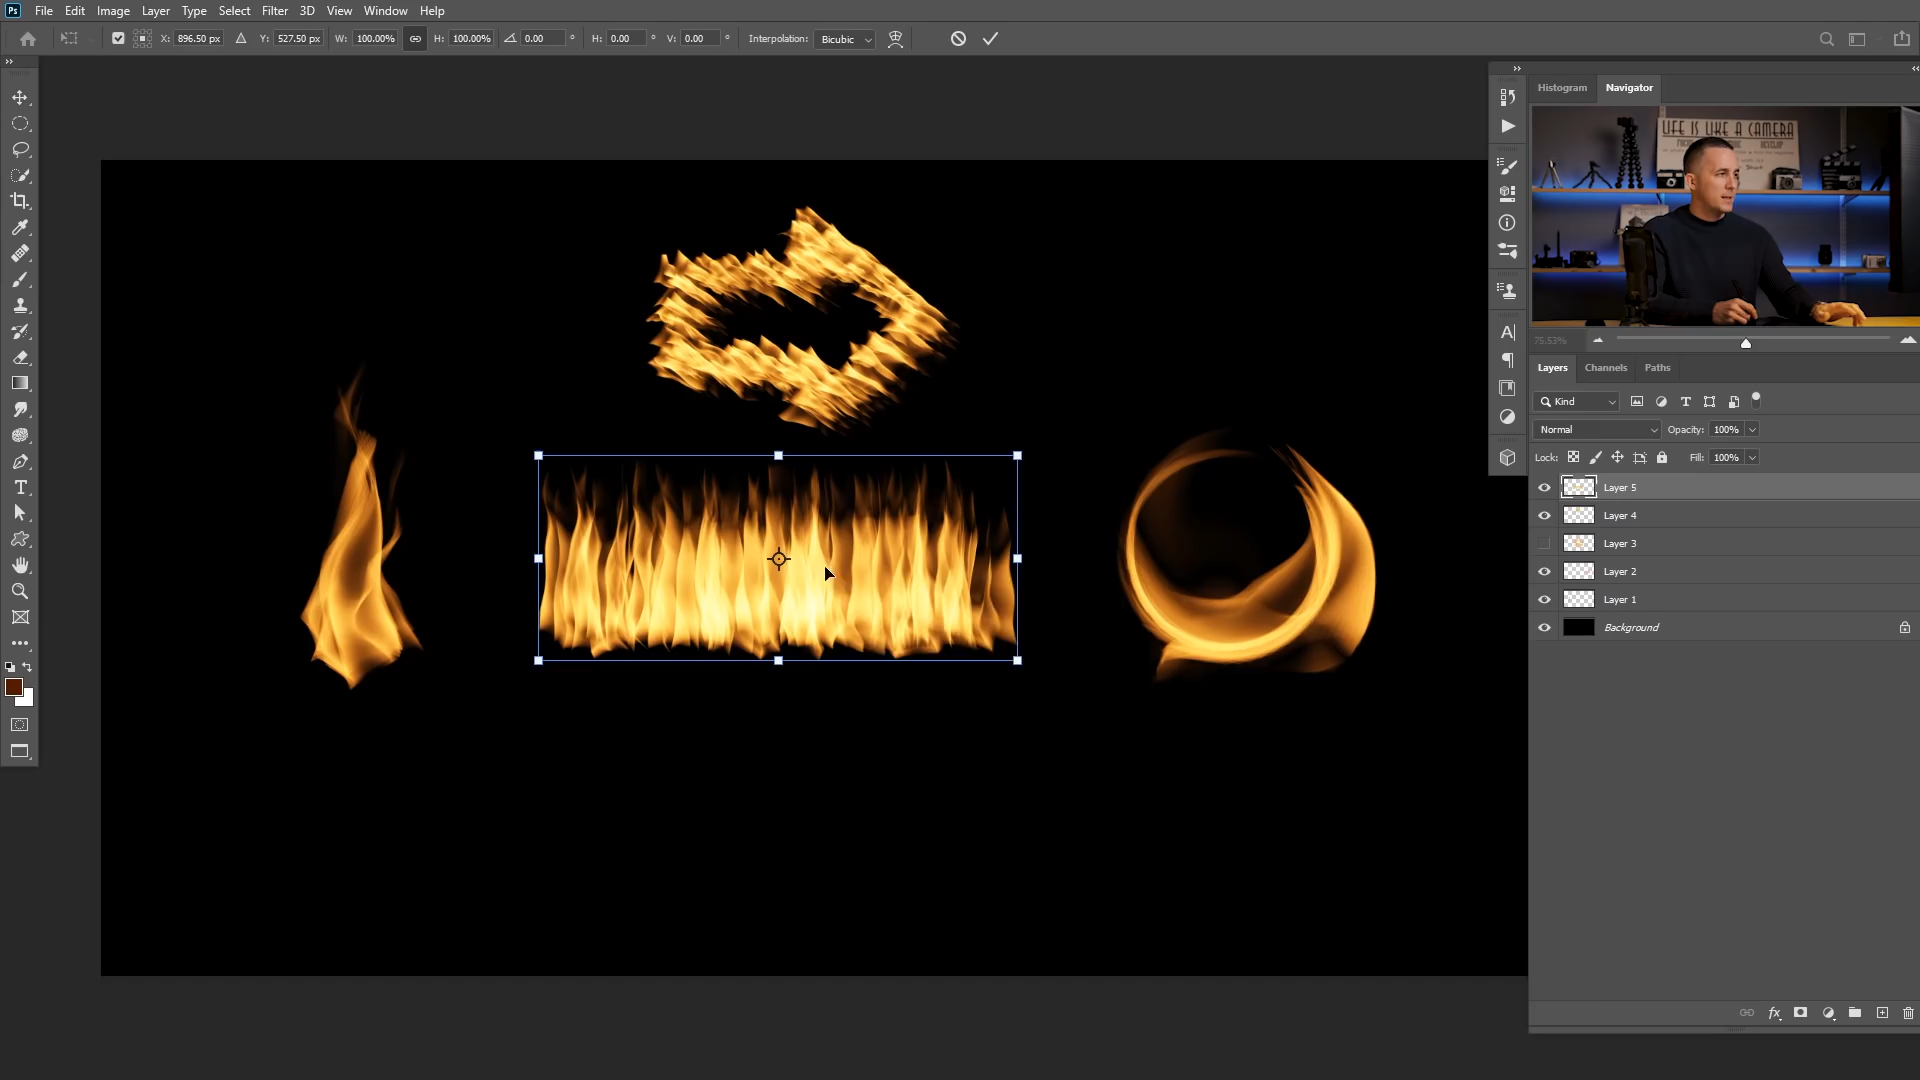 Ps File Edit Image Layer Type Select Filter 3D View Window Help
X: 896.50 px Y: 527.50 px W: 100.00% H: 100.00% 0.00 ° H: 0.00 ° V: 0.00 ° Interpolation: Bicubic
Histogram Navigator
LIFE IS LIKE A CAMERA
75.53%
Layers Channels Paths
Kind
Normal Opacity: 100%
Lock: Fill: 100%
Layer 5
Layer 4
Layer 3
Layer 2
Layer 1
Background